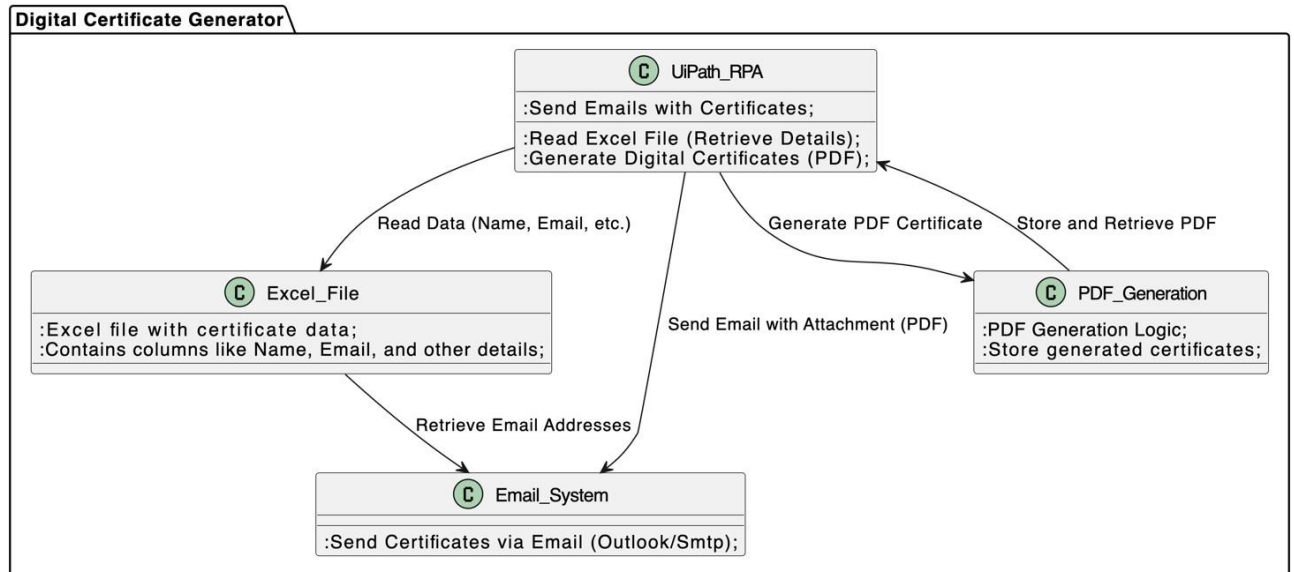 Digital Certificate Generator
C UiPath_RPA
:Send Emails with Certificates;
:Read Excel File (Retrieve Details);
:Generate Digital Certificates (PDF);
Read Data (Name, Email, etc.)
Generate PDF Certificate
Store and Retrieve PDF
C Excel_File
:Excel file with certificate data;
:Contains columns like Name, Email, and other details;
C PDF_Generation
:PDF Generation Logic;
:Store generated certificates;
Send Email with Attachment (PDF)
Retrieve Email Addresses
C Email_System
:Send Certificates via Email (Outlook/Smtp);